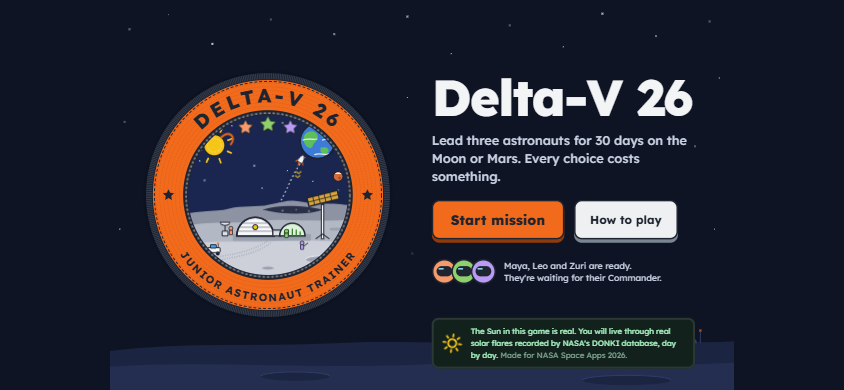 DELTA-V 26
JUNIOR ASTRONAUT TRAINER
Delta-V 26
Lead three astronauts for 30 days on the
Moon or Mars. Every choice costs
something.
Start mission
How to play
Maya, Leo and Zuri are ready.
They're waiting for their Commander.
The Sun in this game is real. You will live through real
solar flares recorded by NASA's DONKI database, day
by day. Made for NASA Space Apps 2026.